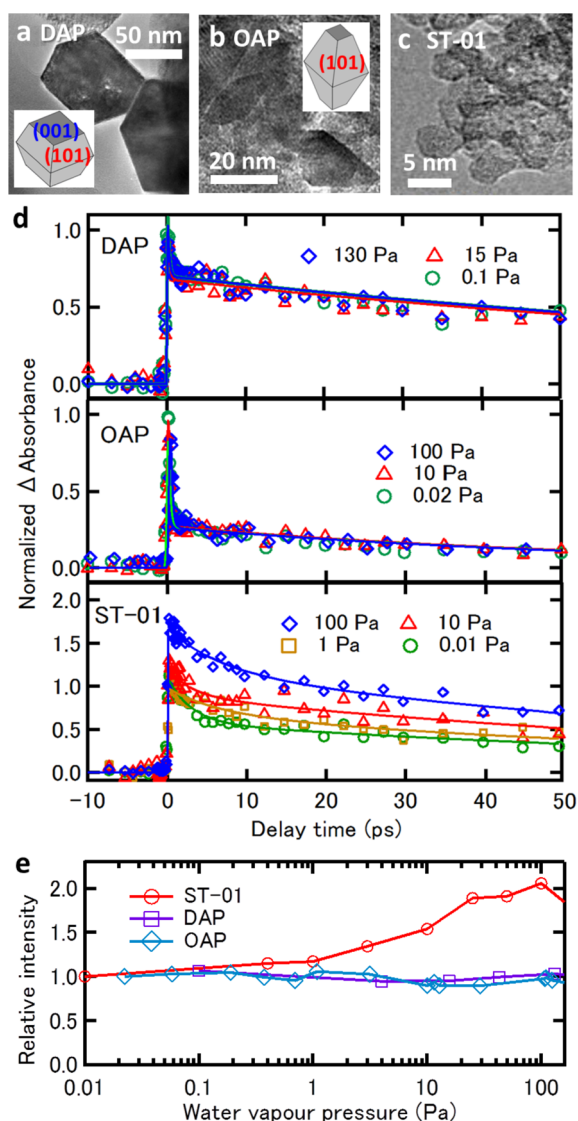 a DAP
50 nm
(001)
(101)
b OAP
(101)
20 nm
c ST-01
5 nm
d
Normalized Δ Absorbance
1.0
0.5
0.0
DAP
130 Pa
15 Pa
0.1 Pa
1.0
0.5
0.0
OAP
100 Pa
10 Pa
0.02 Pa
2.0
1.5
1.0
0.5
0.0
ST-01
100 Pa
10 Pa
1 Pa
0.01 Pa
-10 0 10 20 30 40 50
Delay time (ps)
e
Relative intensity
2.0
1.5
1.0
0.5
0.0
ST-01
DAP
OAP
0.01 0.1 1 10 100
Water vapour pressure (Pa)